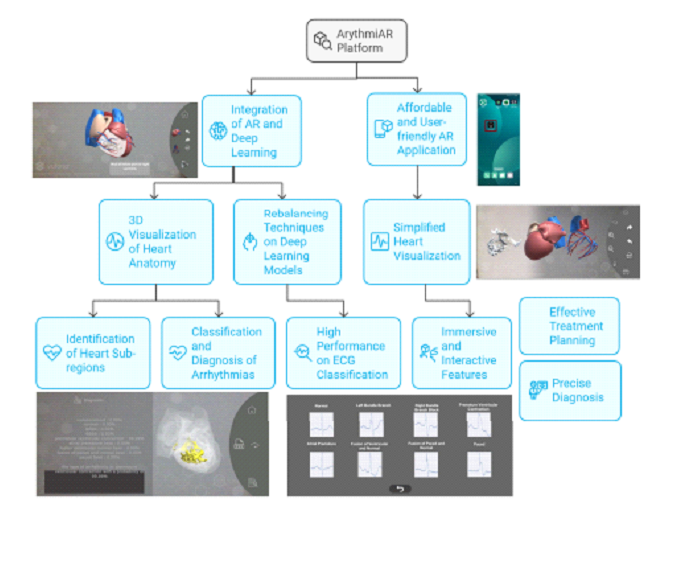 ArythmiAR
Platform
Integration
of AR and
Deep
Learning
Affordable
and User-
friendly AR
Application
3D
Visualization
of Heart
Anatomy
Rebalancing
Techniques
on Deep
Learning
Models
Simplified
Heart
Visualization
Identification
of Heart Sub-
regions
Classification
and
Diagnosis of
Arrhythmias
High
Performance
on ECG
Classification
Immersive
and
Interactive
Features
Effective
Treatment
Planning
Precise
Diagnosis
Normal
Left Bundle Branch
Right Bundle
Branch Block
Premature Ventricular
Contraction
Fusion of Ventricular
and Normal
Fusion of Paced and
Normal
Paced